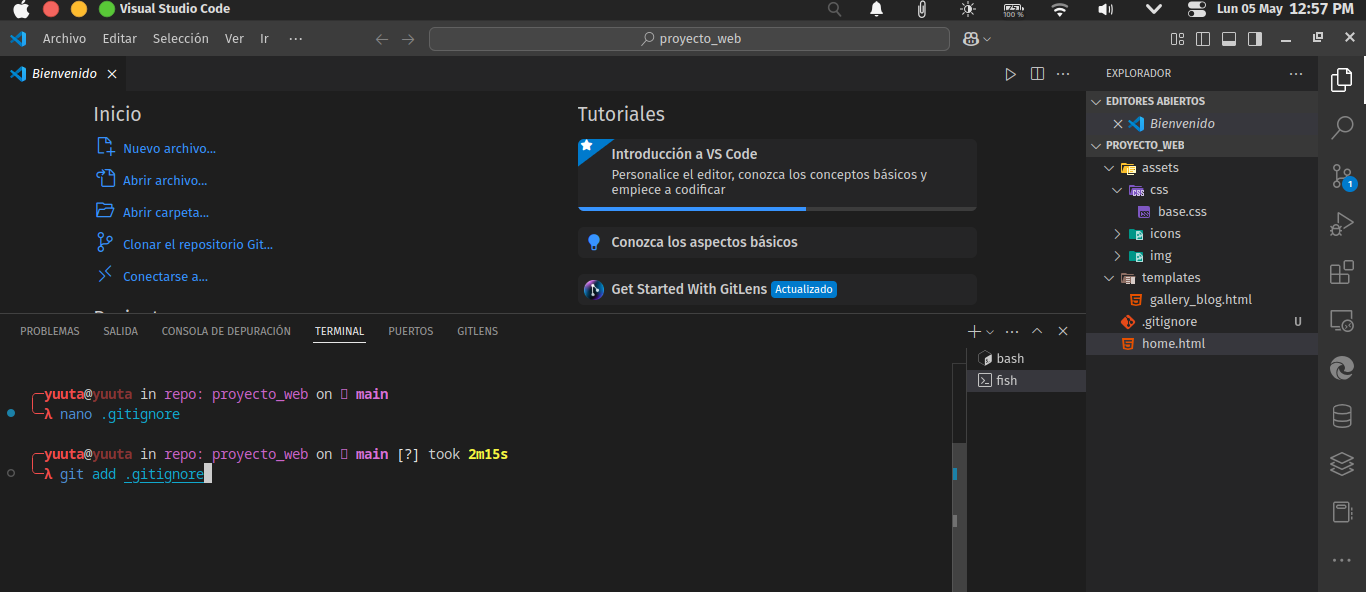 Visual Studio Code
100 %
Lun 05 May 12:57 PM
Archivo Editar Selección Ver Ir ···
proyecto_web
Bienvenido
Inicio
Nuevo archivo...
Abrir archivo...
Abrir carpeta...
Clonar el repositorio Git...
Conectarse a...
Tutoriales
Introducción a VS Code
Personalice el editor, conozca los conceptos básicos y
empiece a codificar
Conozca los aspectos básicos
Get Started With GitLens Actualizado
EXPLORADOR
EDITORES ABIERTOS
Bienvenido
PROYECTO_WEB
assets
css
base.css
icons
img
templates
gallery_blog.html
.gitignore U
home.html
1
PROBLEMAS SALIDA CONSOLA DE DEPURACIÓN TERMINAL PUERTOS GITLENS
bash
fish
yuuta@yuuta in repo: proyecto_web on main
λ nano .gitignore
yuuta@yuuta in repo: proyecto_web on main [?] took 2m15s
λ git add .gitignore